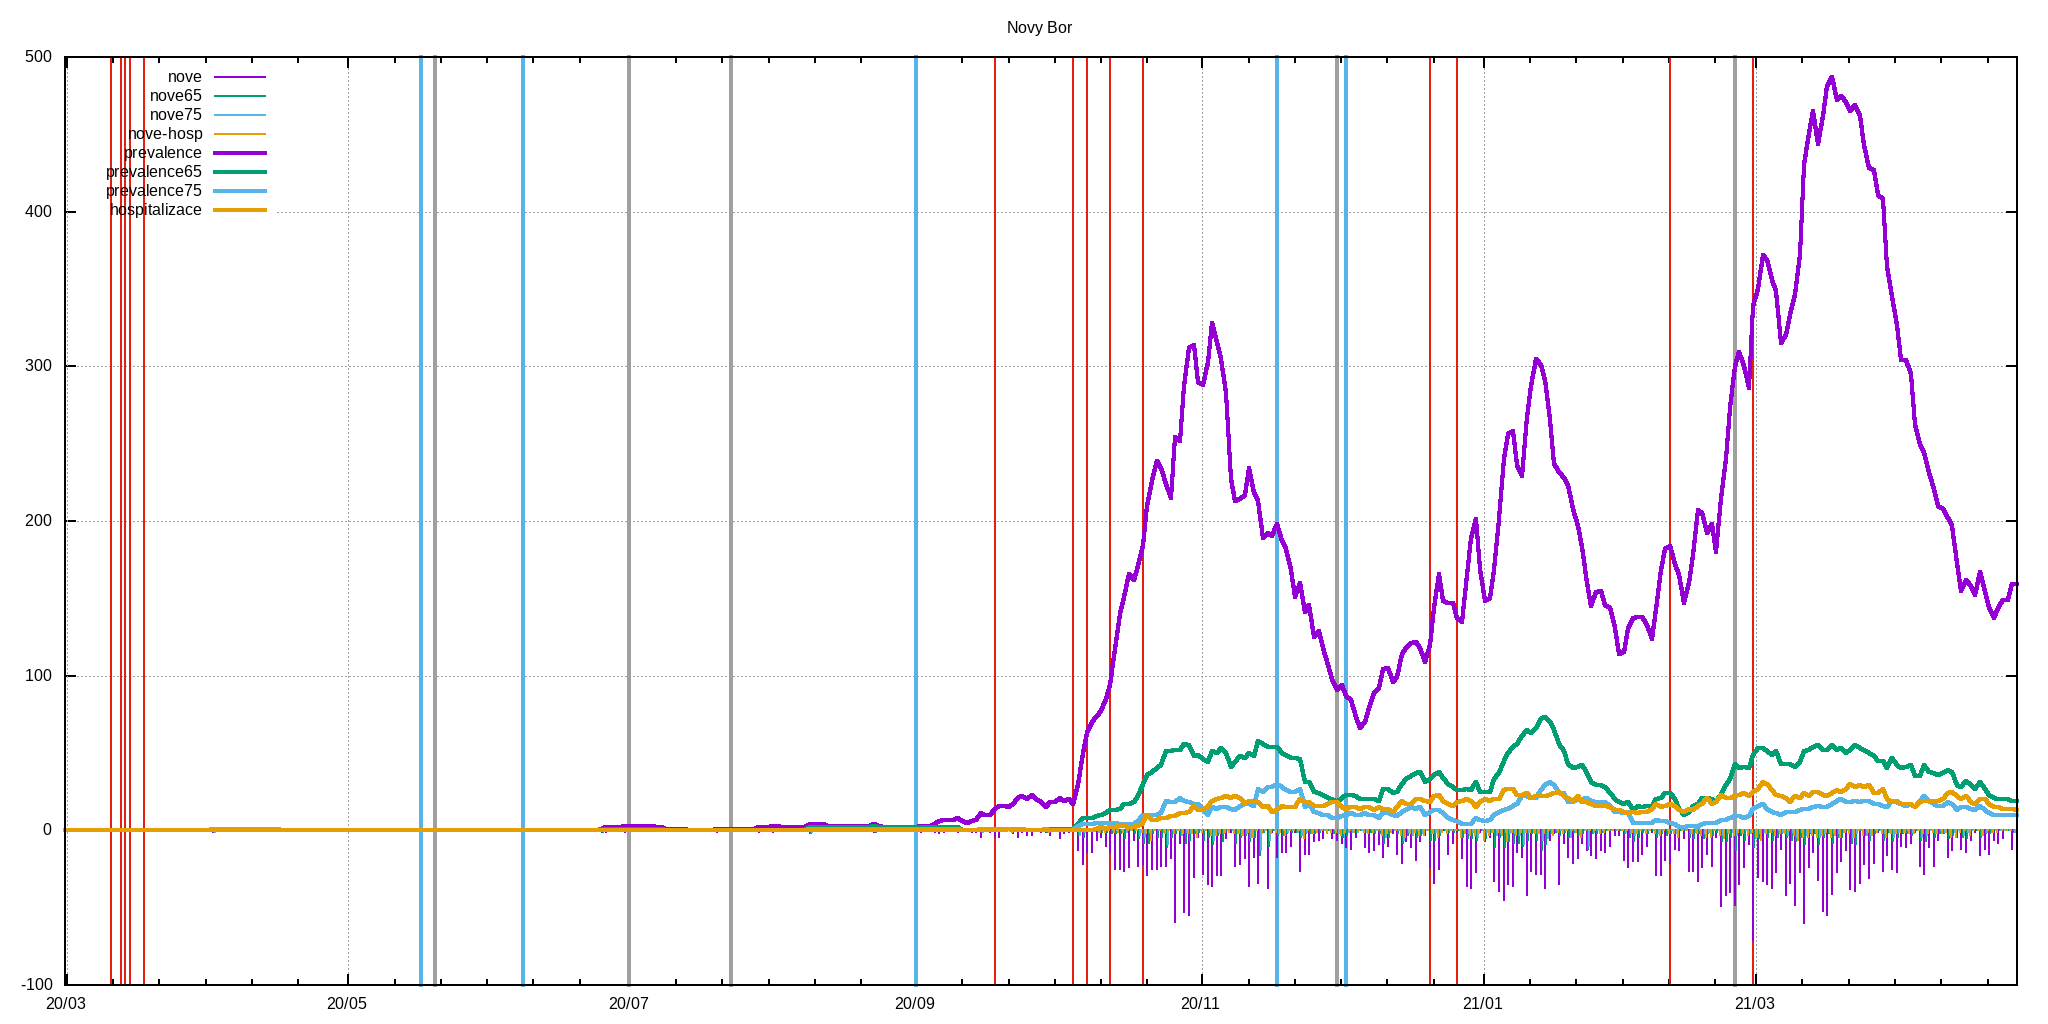 Novy Bor
500
nove
nove65
nove75
nove-hosp
prevalence
prevalence65
prevalence75
hospitalizace
400
300
200
100
0
-100
20/03 20/05 20/07 20/09 20/11 21/01 21/03